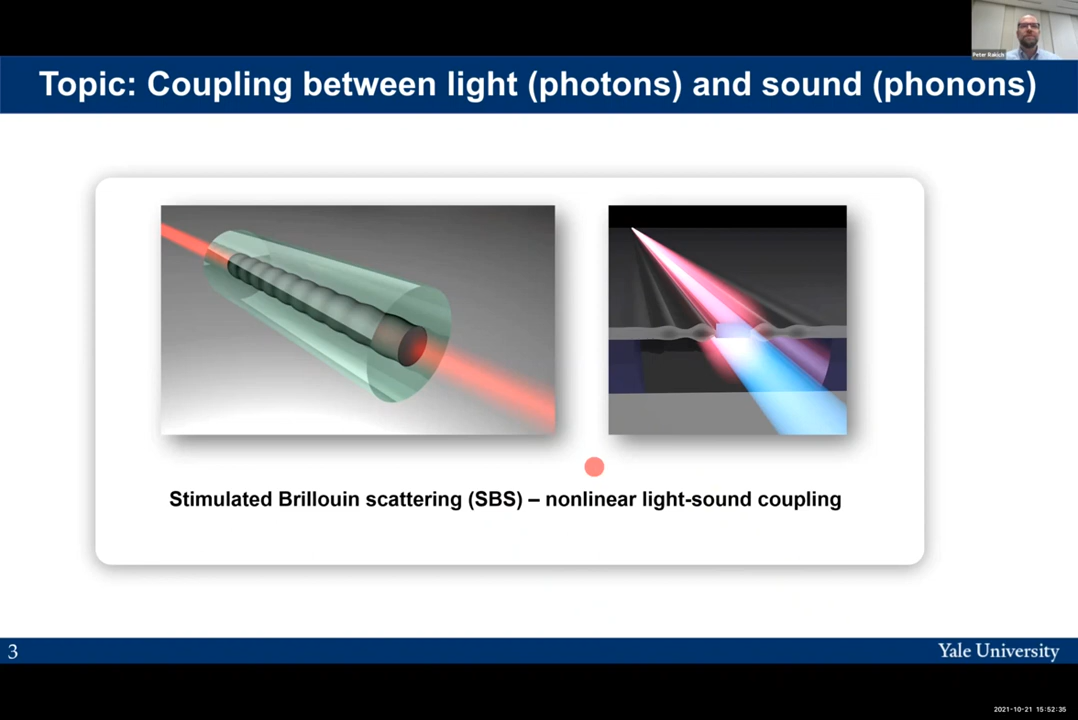 Peter Rakich
Topic: Coupling between light (photons) and sound (phonons)
Stimulated Brillouin scattering (SBS) – nonlinear light-sound coupling
3
Yale University
2021-10-21 15:52:35